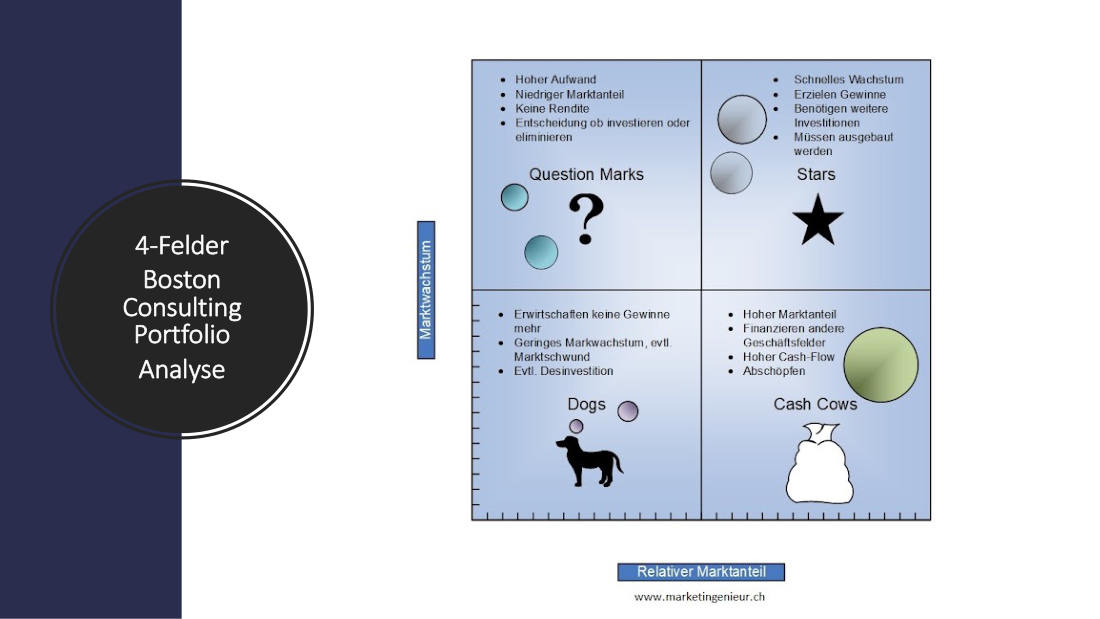 4-Felder
Boston
Consulting
Portfolio
Analyse
• Hoher Aufwand
• Niedriger Marktanteil
• Keine Rendite
• Entscheidung ob investieren oder
eliminieren
Question Marks
?
• Schnelles Wachstum
• Erzielen Gewinne
• Benötigen weitere
Investitionen
• Müssen ausgebaut
werden
Stars
Marktwachstum
• Erwirtschaften keine Gewinne
mehr
• Geringes Markwachstum, evtl.
Marktschwund
• Evtl. Desinvestition
Dogs
• Hoher Marktanteil
• Finanzieren andere
Geschäftsfelder
• Hoher Cash-Flow
• Abschöpfen
Cash Cows
Relativer Marktanteil
www.marketingenieur.ch